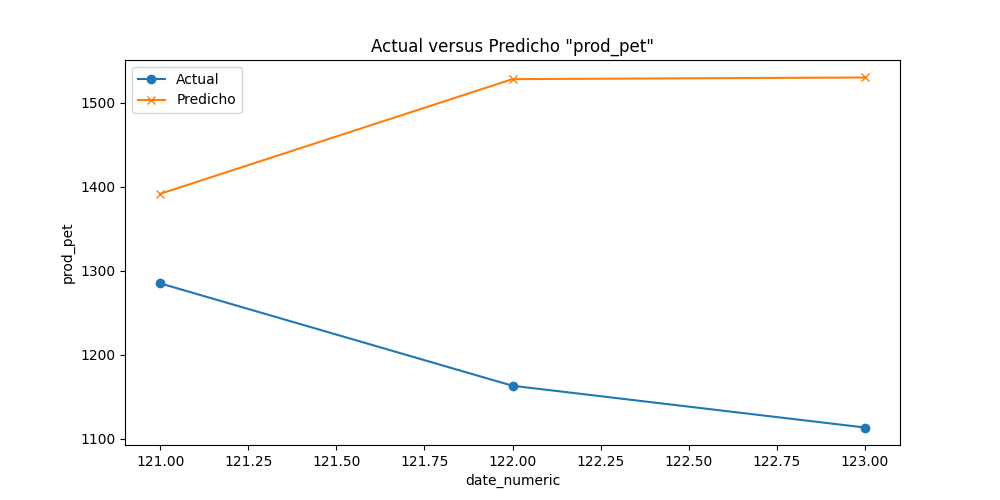 Actual versus Predicho "prod_pet"
Actual
Predicho
1500
1400
1300
1200
1100
prod_pet
121.00 121.25 121.50 121.75 122.00 122.25 122.50 122.75 123.00
date_numeric